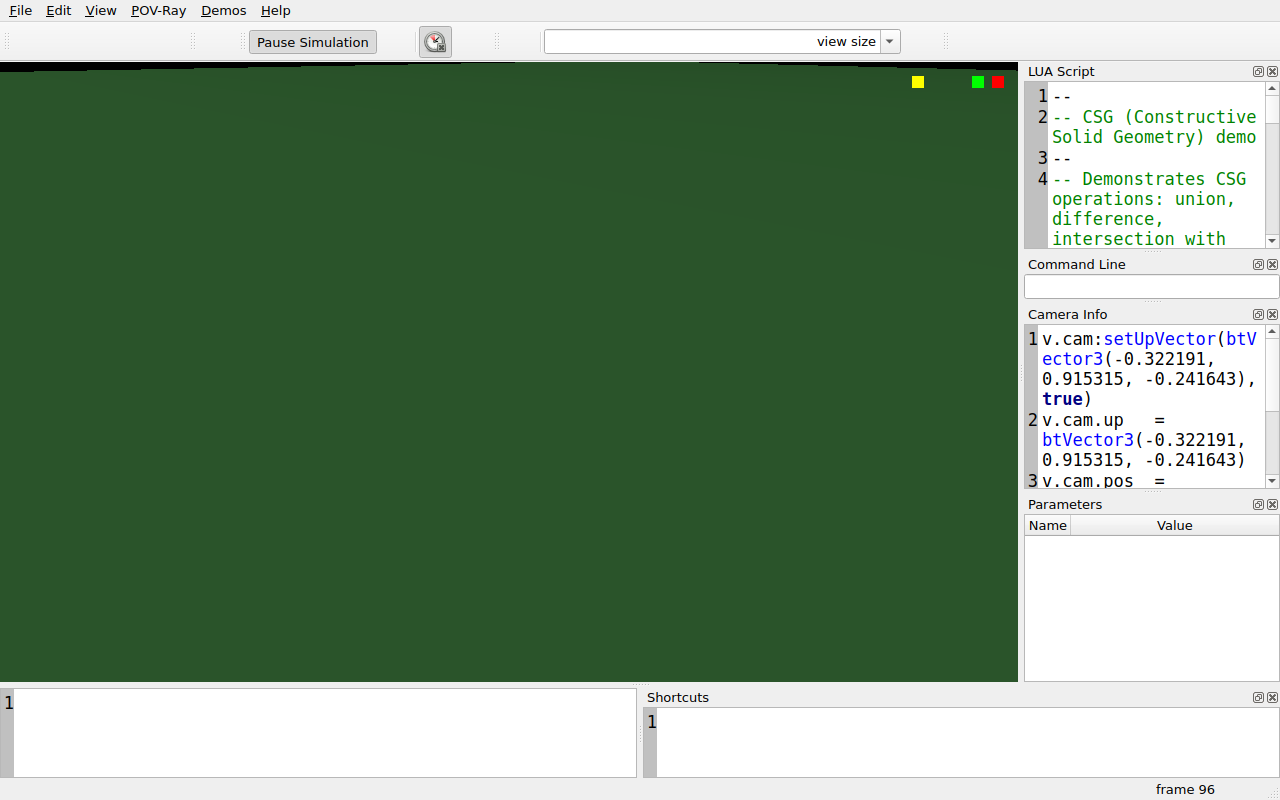 File Edit View POV-Ray Demos Help
Pause Simulation view size
LUA Script
1 --
2 -- CSG (Constructive
Solid Geometry) demo
3 --
4 -- Demonstrates CSG
operations: union,
difference,
intersection with
Command Line
Camera Info
1 v.cam:setUpVector(btV
ector3(-0.322191,
0.915315, -0.241643),
true)
2 v.cam.up   =
btVector3(-0.322191,
0.915315, -0.241643)
3 v.cam.pos  =
Parameters
Name Value
1
Shortcuts
1
frame 96